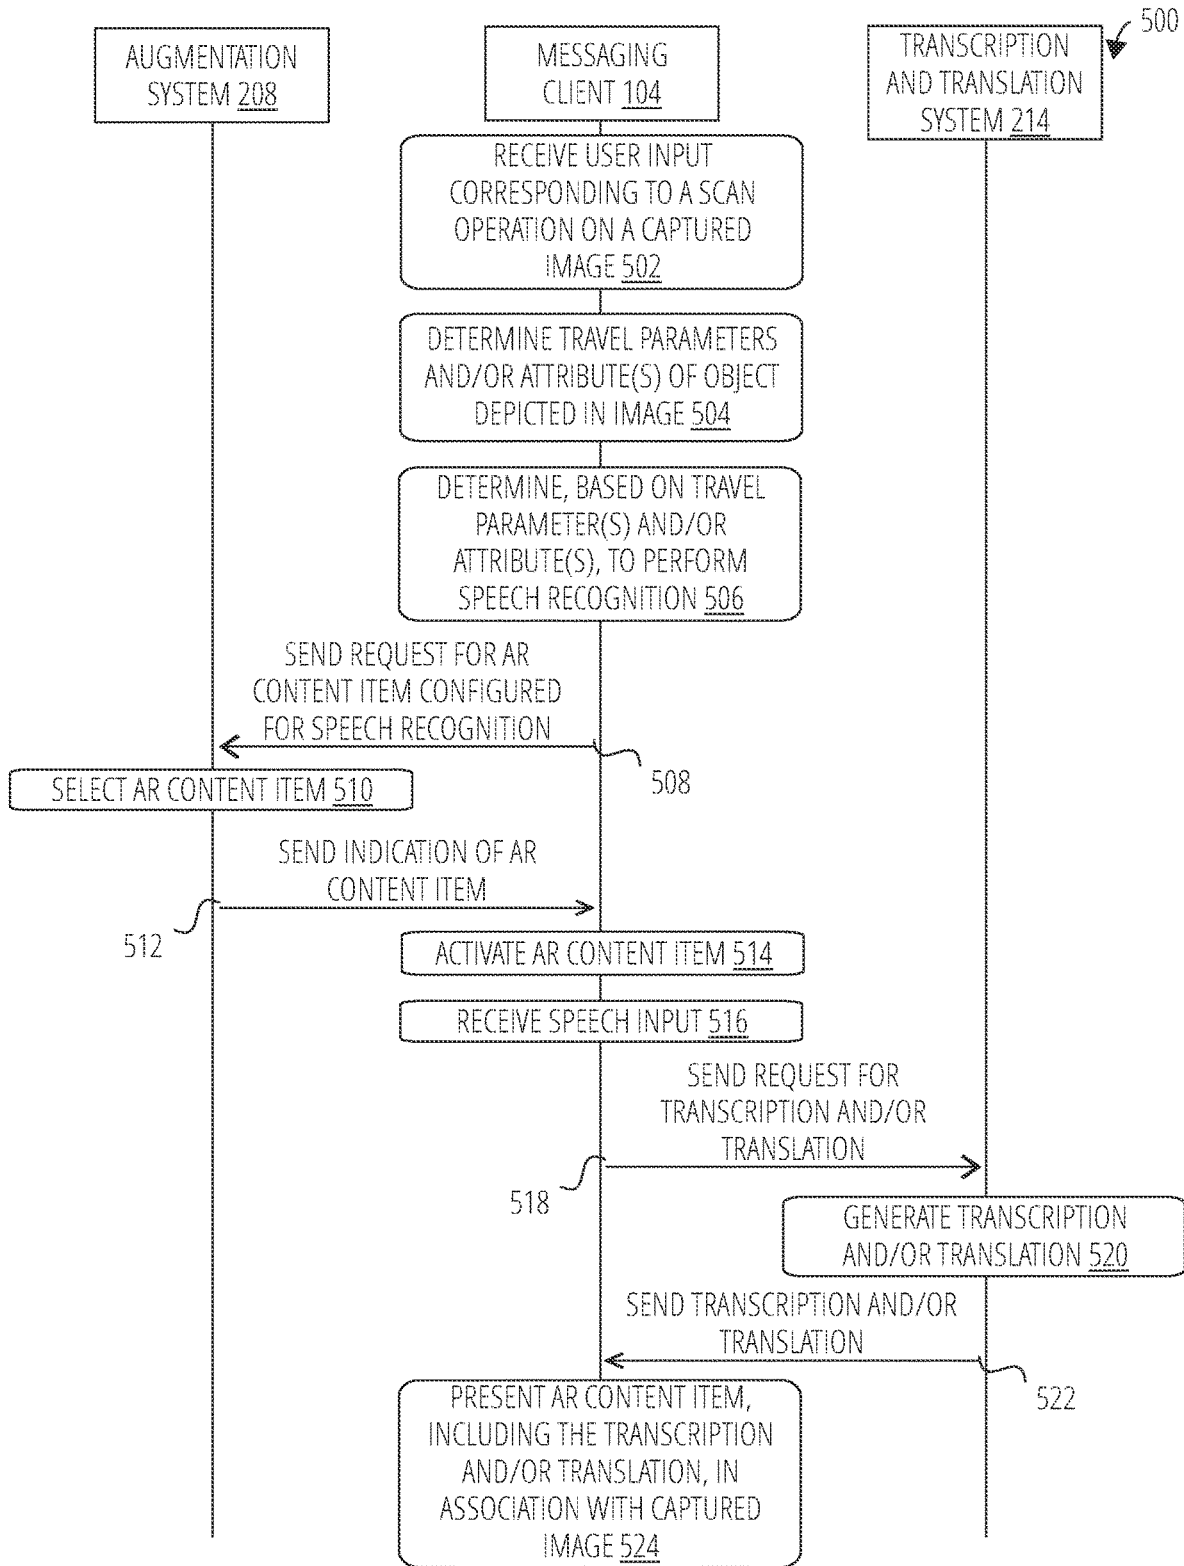 500
AUGMENTATION
SYSTEM 208
MESSAGING
CLIENT 104
TRANSCRIPTION
AND TRANSLATION
SYSTEM 214
RECEIVE USER INPUT
CORRESPONDING TO A SCAN
OPERATION ON A CAPTURED
IMAGE 502
DETERMINE TRAVEL PARAMETERS
AND/OR ATTRIBUTE(S) OF OBJECT
DEPICTED IN IMAGE 504
DETERMINE, BASED ON TRAVEL
PARAMETER(S) AND/OR
ATTRIBUTE(S), TO PERFORM
SPEECH RECOGNITION 506
SEND REQUEST FOR AR
CONTENT ITEM CONFIGURED
FOR SPEECH RECOGNITION
508
SELECT AR CONTENT ITEM 510
SEND INDICATION OF AR
CONTENT ITEM
512
ACTIVATE AR CONTENT ITEM 514
RECEIVE SPEECH INPUT 516
SEND REQUEST FOR
TRANSCRIPTION AND/OR
TRANSLATION
518
GENERATE TRANSCRIPTION
AND/OR TRANSLATION 520
SEND TRANSCRIPTION AND/OR
TRANSLATION
522
PRESENT AR CONTENT ITEM,
INCLUDING THE TRANSCRIPTION
AND/OR TRANSLATION, IN
ASSOCIATION WITH CAPTURED
IMAGE 524